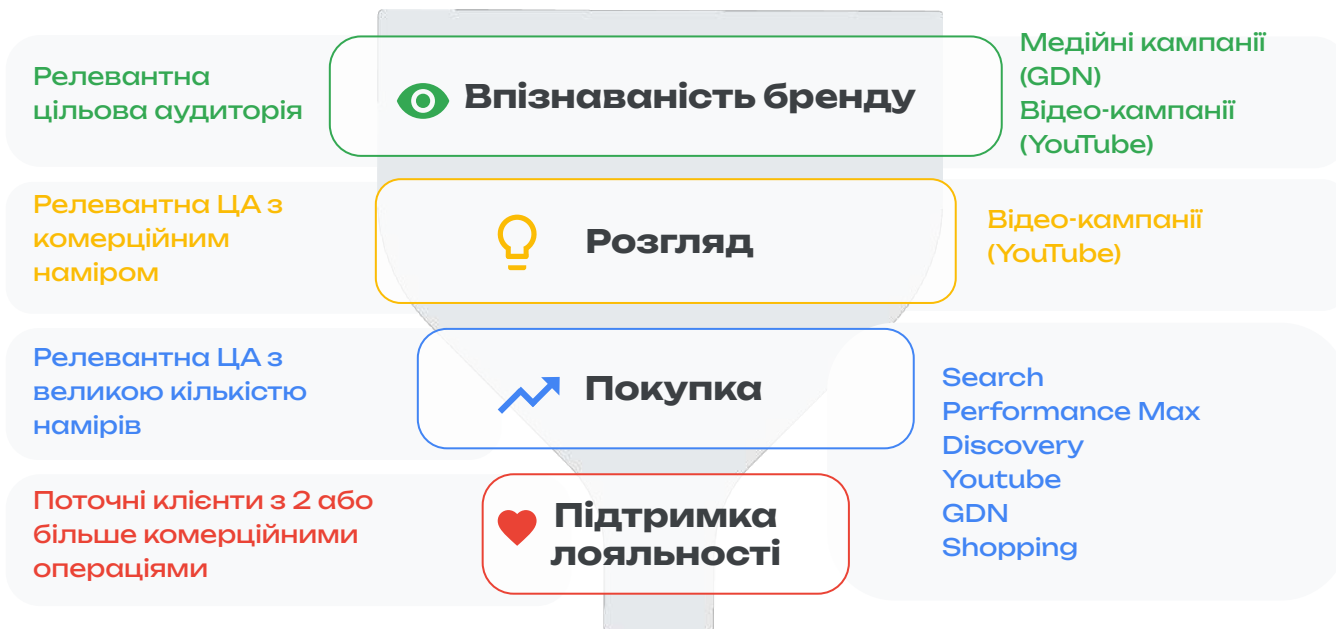 Релевантна
цільова аудиторія
Впізнаваність бренду
Медійні кампанії
(GDN)
Відео-кампанії
(YouTube)
Релевантна ЦА з
комерційним
наміром
Розгляд
Відео-кампанії
(YouTube)
Релевантна ЦА з
великою кількістю
намірів
Покупка
Search
Performance Max
Discovery
Youtube
GDN
Shopping
Поточні клієнти з 2 або
більше комерційними
операціями
Підтримка
лояльності